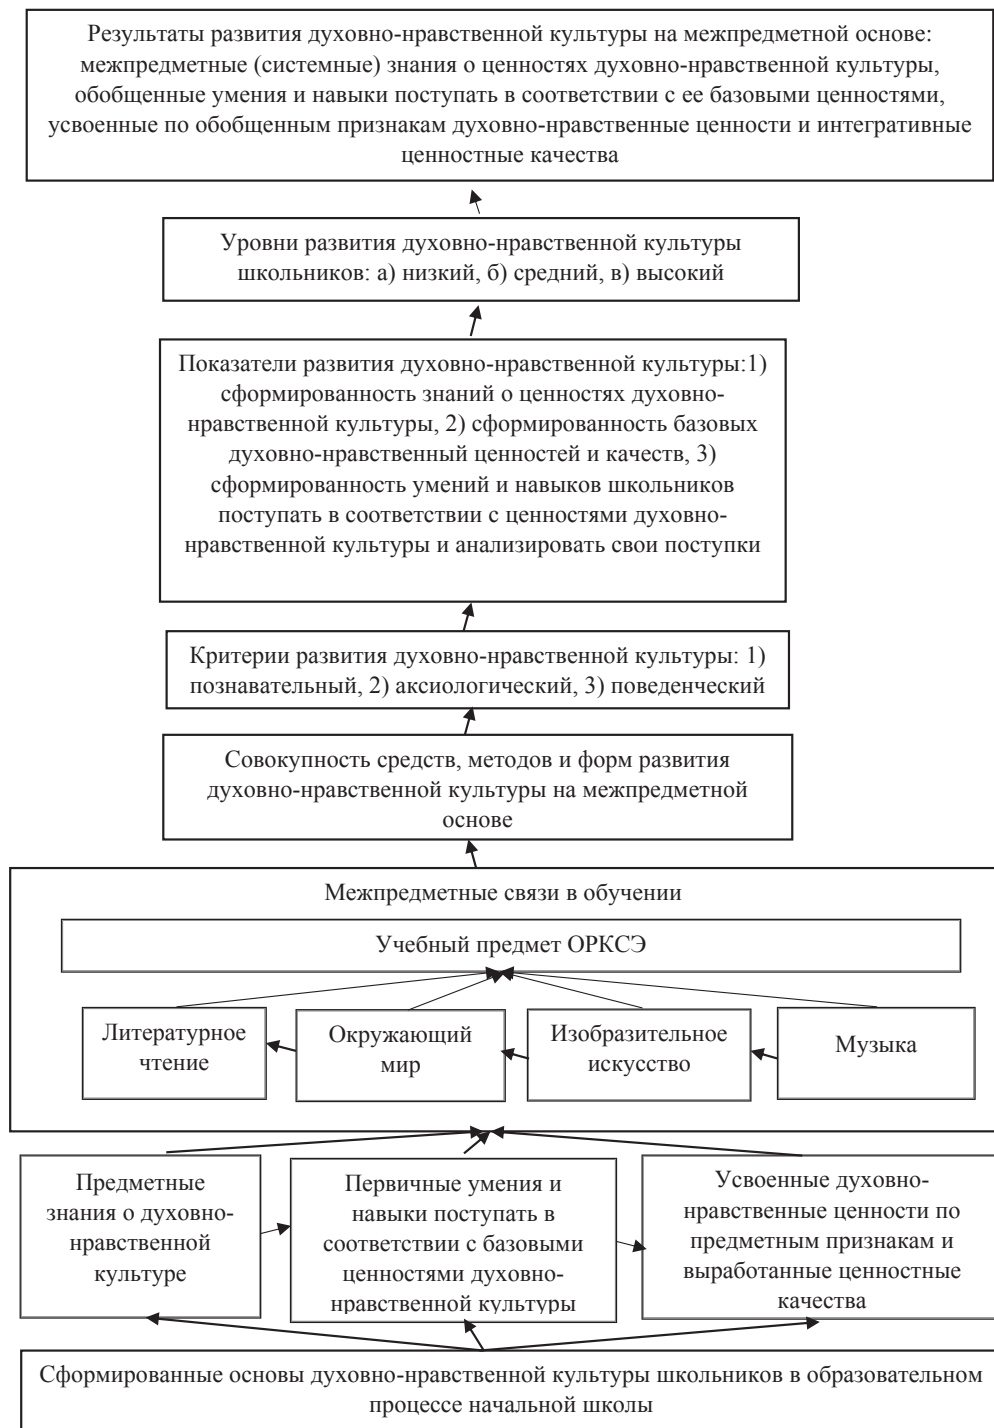 Результаты развития духовно-нравственной культуры на межпредметной основе:
межпредметные (системные) знания о ценностях духовно-нравственной культуры,
обобщенные умения и навыки поступать в соответствии с ее базовыми ценностями,
усвоенные по обобщенным признакам духовно-нравственные ценности и интегративные
ценностные качества
Уровни развития духовно-нравственной культуры
школьников: а) низкий, б) средний, в) высокий
Показатели развития духовно-нравственной культуры:1)
сформированность знаний о ценностях духовно-
нравственной культуры, 2) сформированность базовых
духовно-нравственный ценностей и качеств, 3)
сформированность умений и навыков школьников
поступать в соответствии с ценностями духовно-
нравственной культуры и анализировать свои поступки
Критерии развития духовно-нравственной культуры: 1)
познавательный, 2) аксиологический, 3) поведенческий
Совокупность средств, методов и форм развития
духовно-нравственной культуры на межпредметной
основе
Межпредметные связи в обучении
Учебный предмет ОРКСЭ
Литературное
чтение
Окружающий
мир
Изобразительное
искусство
Музыка
Предметные
знания о духовно-
нравственной
культуре
Первичные умения и
навыки поступать в
соответствии с базовыми
ценностями духовно-
нравственной культуры
Усвоенные духовно-
нравственные ценности по
предметным признакам и
выработанные ценностные
качества
Сформированные основы духовно-нравственной культуры школьников в образовательном
процессе начальной школы